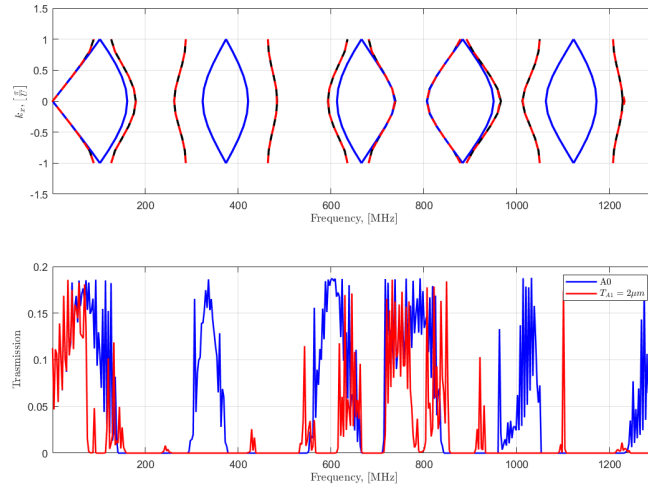 1.5
1
0.5
0
-0.5
-1
-1.5
k_x, [π/Γ]
200 400 600 800 1000 1200
Frequency, [MHz]
0.2
0.15
0.1
0.05
0
Trasmission
A0
T_{A1} = 2μm
200 400 600 800 1000 1200
Frequency, [MHz]